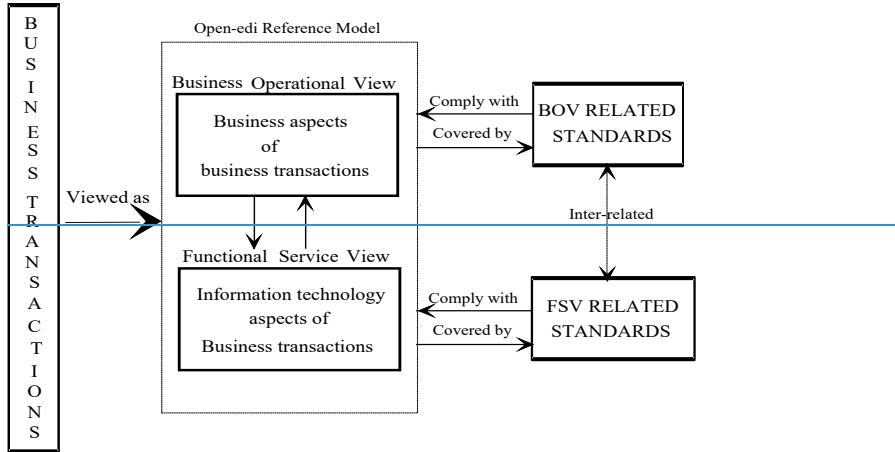 BUSINESS TRANSACTIONS
Open-edi Reference Model
Business Operational View
Business aspects
of
business transactions
Comply with
Covered by
BOV RELATED
STANDARDS
Viewed as
Inter-related
Functional Service View
Information technology
aspects of
Business transactions
Comply with
Covered by
FSV RELATED
STANDARDS